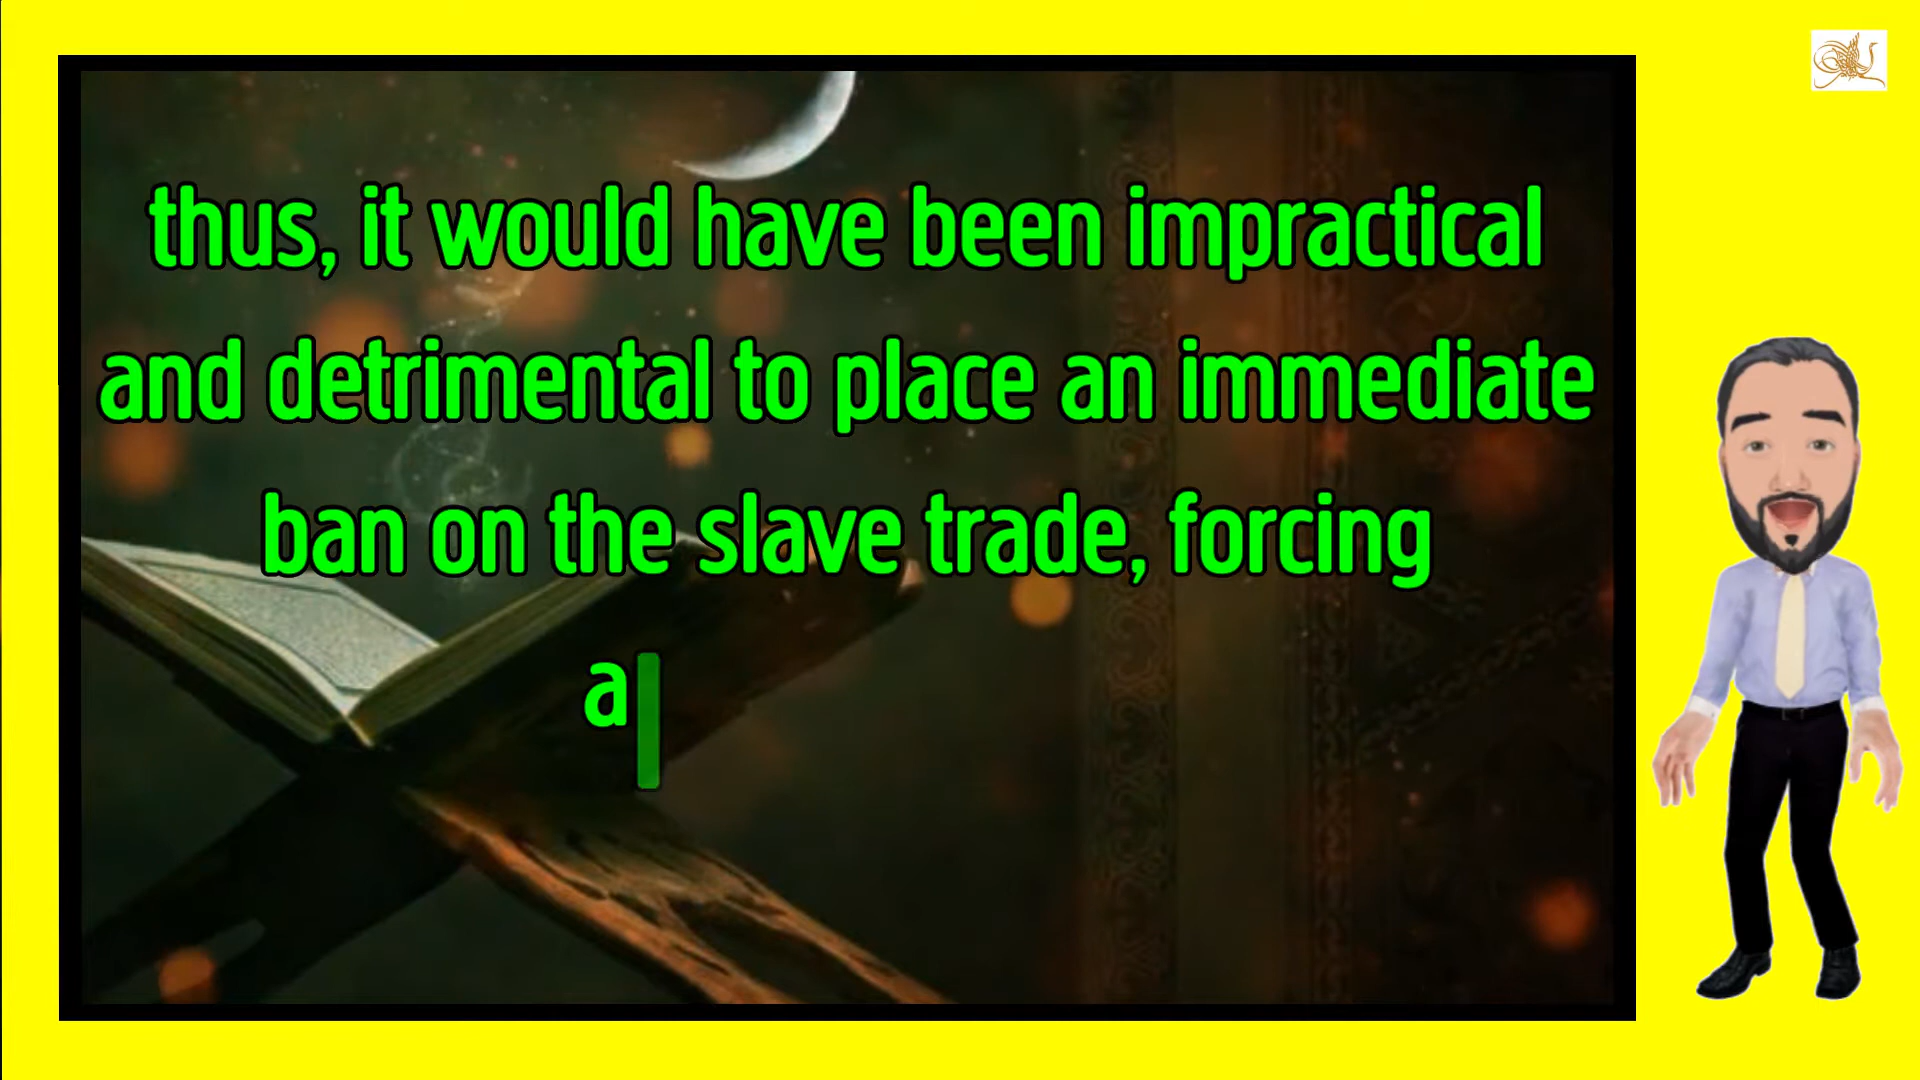 thus, it would have been impractical
and detrimental to place an immediate
ban on the slave trade, forcing
a